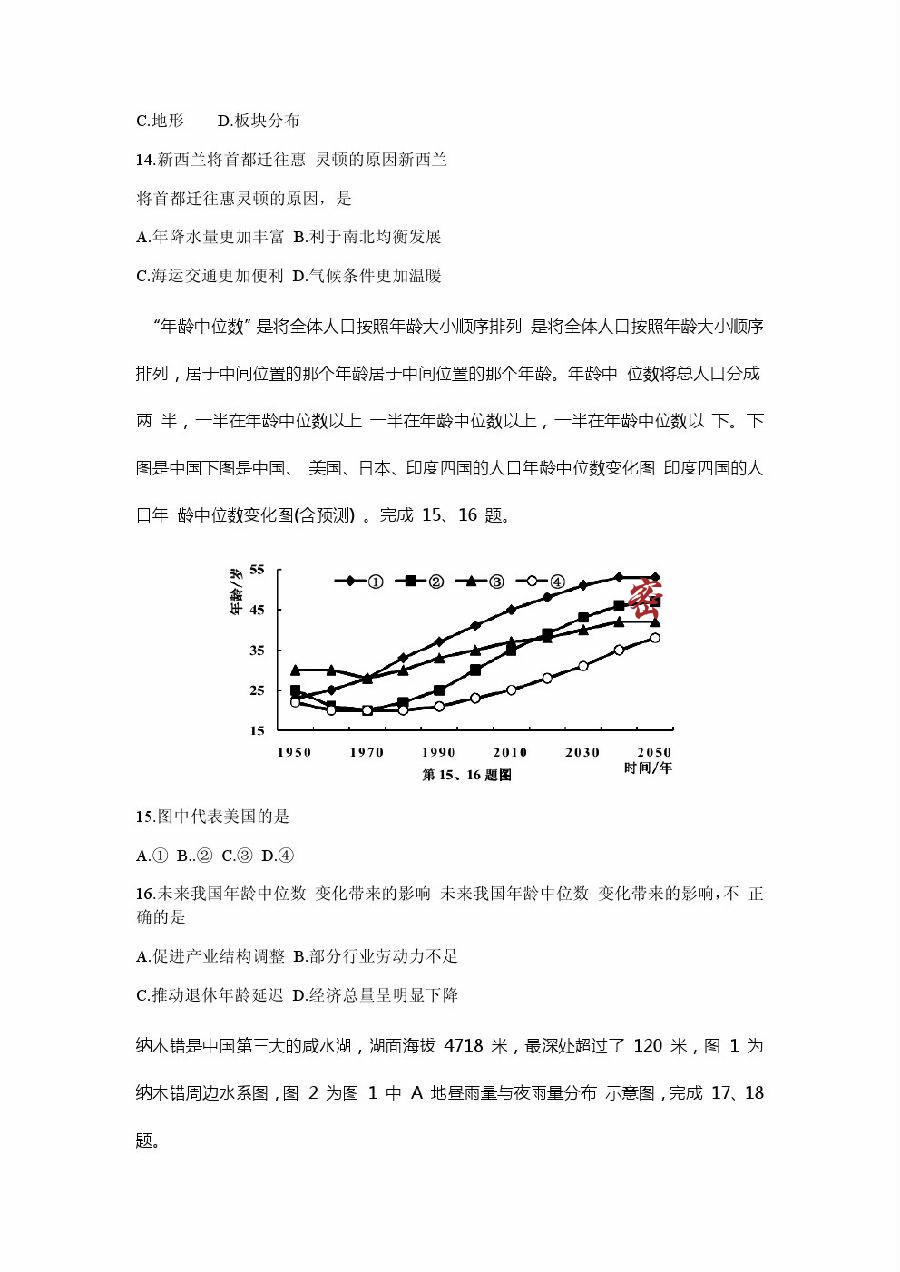 C.地形 D.板块分布
14.新西兰将首都迁往惠 灵顿的原因新西兰
将首都迁往惠灵顿的原因，是
A.年降水量更加丰富 B.利于南北均衡发展
C.海运交通更加便利 D.气候条件更加温暖
“年龄中位数”是将全体人口按照年龄大小顺序排列 是将全体人口按照年龄大小顺序
排列，居于中间位置的那个年龄居于中间位置的那个年龄。年龄中 位数将总人口分成
两 半，一半在年龄中位数以上 一半在年龄中位数以上，一半在年龄中位数以 下。下
图是中国下图是中国、 美国、日本、印度四国的人口年龄中位数变化图 印度四国的人
口年 龄中位数变化图(含预测) 。完成 15、16 题。
年龄/岁
55
45
35
25
15
① ② ③ ④
密
1950 1970 1990 2010 2030 2050
时间/年
第15、16题图
15.图中代表美国的是
A.① B..② C.③ D.④
16.未来我国年龄中位数 变化带来的影响 未来我国年龄中位数 变化带来的影响，不 正
确的是
A.促进产业结构调整 B.部分行业劳动力不足
C.推动退休年龄延迟 D.经济总量呈明显下降
纳木错是中国第三大的咸水湖，湖面海拔 4718 米，最深处超过了 120 米，图 1 为
纳木错周边水系图，图 2 为图 1 中 A 地昼雨量与夜雨量分布 示意图，完成 17、18
题。